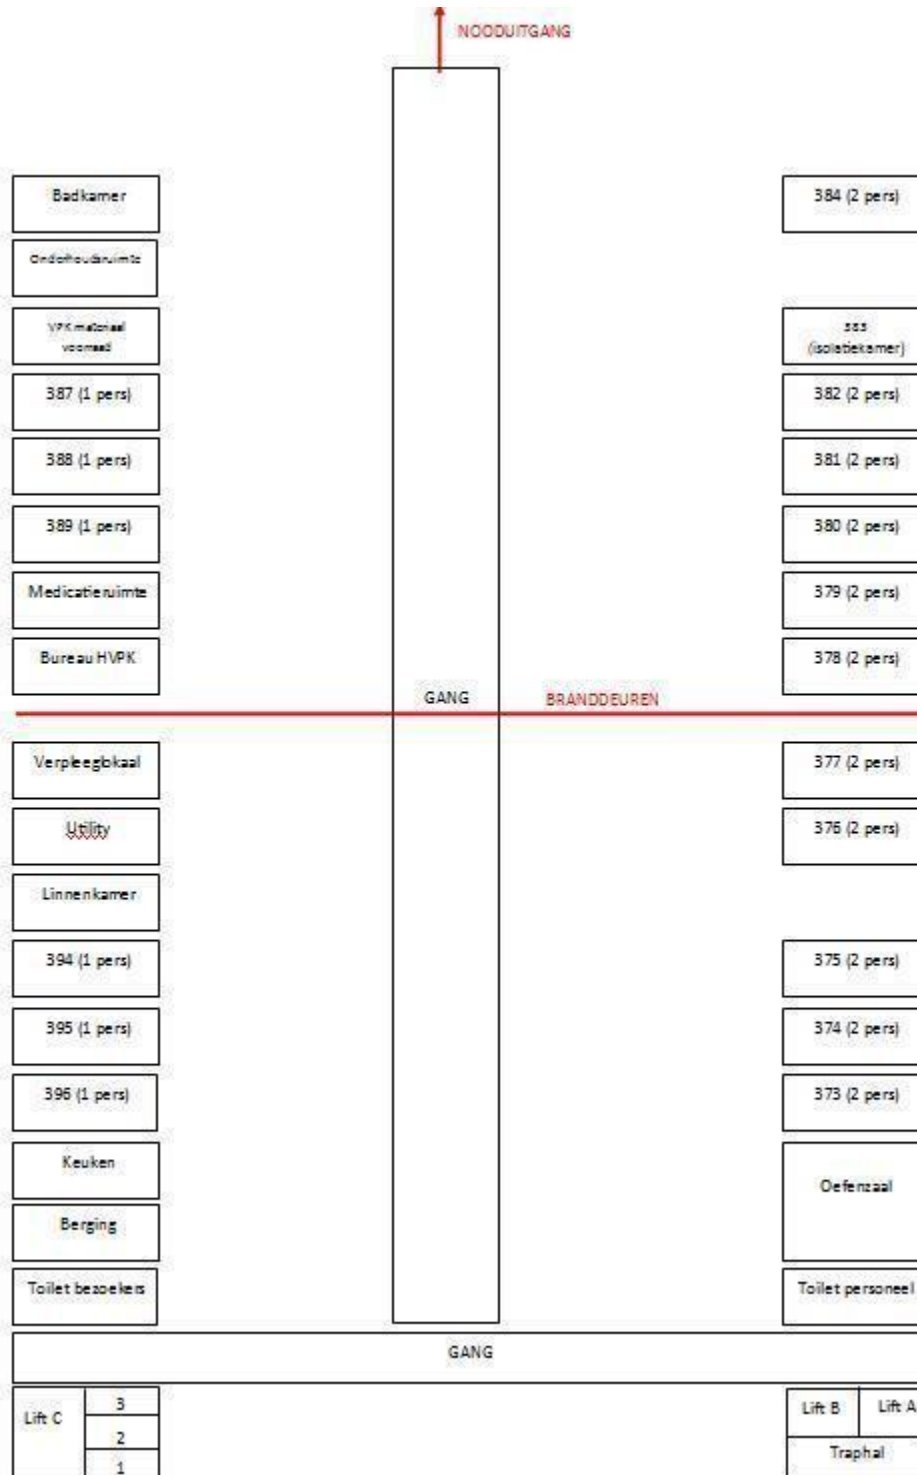 NOODUITGANG
Badkamer
384 (2 pers)
Onderhoudsruimte
VPK materiaal
voorraad
383
(isolatiekamer)
387 (1 pers)
382 (2 pers)
388 (1 pers)
381 (2 pers)
389 (1 pers)
380 (2 pers)
Medicatieruimte
379 (2 pers)
Bureau HVPK
378 (2 pers)
GANG
BRANDDEUREN
Verpleeglokaal
377 (2 pers)
Utility
376 (2 pers)
Linnenkamer
394 (1 pers)
375 (2 pers)
395 (1 pers)
374 (2 pers)
396 (1 pers)
373 (2 pers)
Keuken
Oefenzaal
Berging
Toilet bezoekers
Toilet personeel
GANG
Lift C
3
2
1
Lift B
Lift A
Traphal